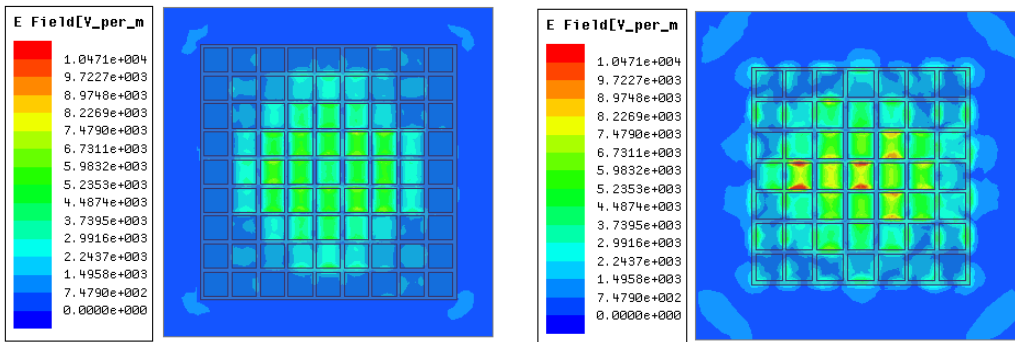 E Field[V_per_m
1.0471e+004
9.7227e+003
8.9748e+003
8.2269e+003
7.4790e+003
6.7311e+003
5.9832e+003
5.2353e+003
4.4874e+003
3.7395e+003
2.9916e+003
2.2437e+003
1.4958e+003
7.4790e+002
0.0000e+000
E Field[V_per_m
1.0471e+004
9.7227e+003
8.9748e+003
8.2269e+003
7.4790e+003
6.7311e+003
5.9832e+003
5.2353e+003
4.4874e+003
3.7395e+003
2.9916e+003
2.2437e+003
1.4958e+003
7.4790e+002
0.0000e+000